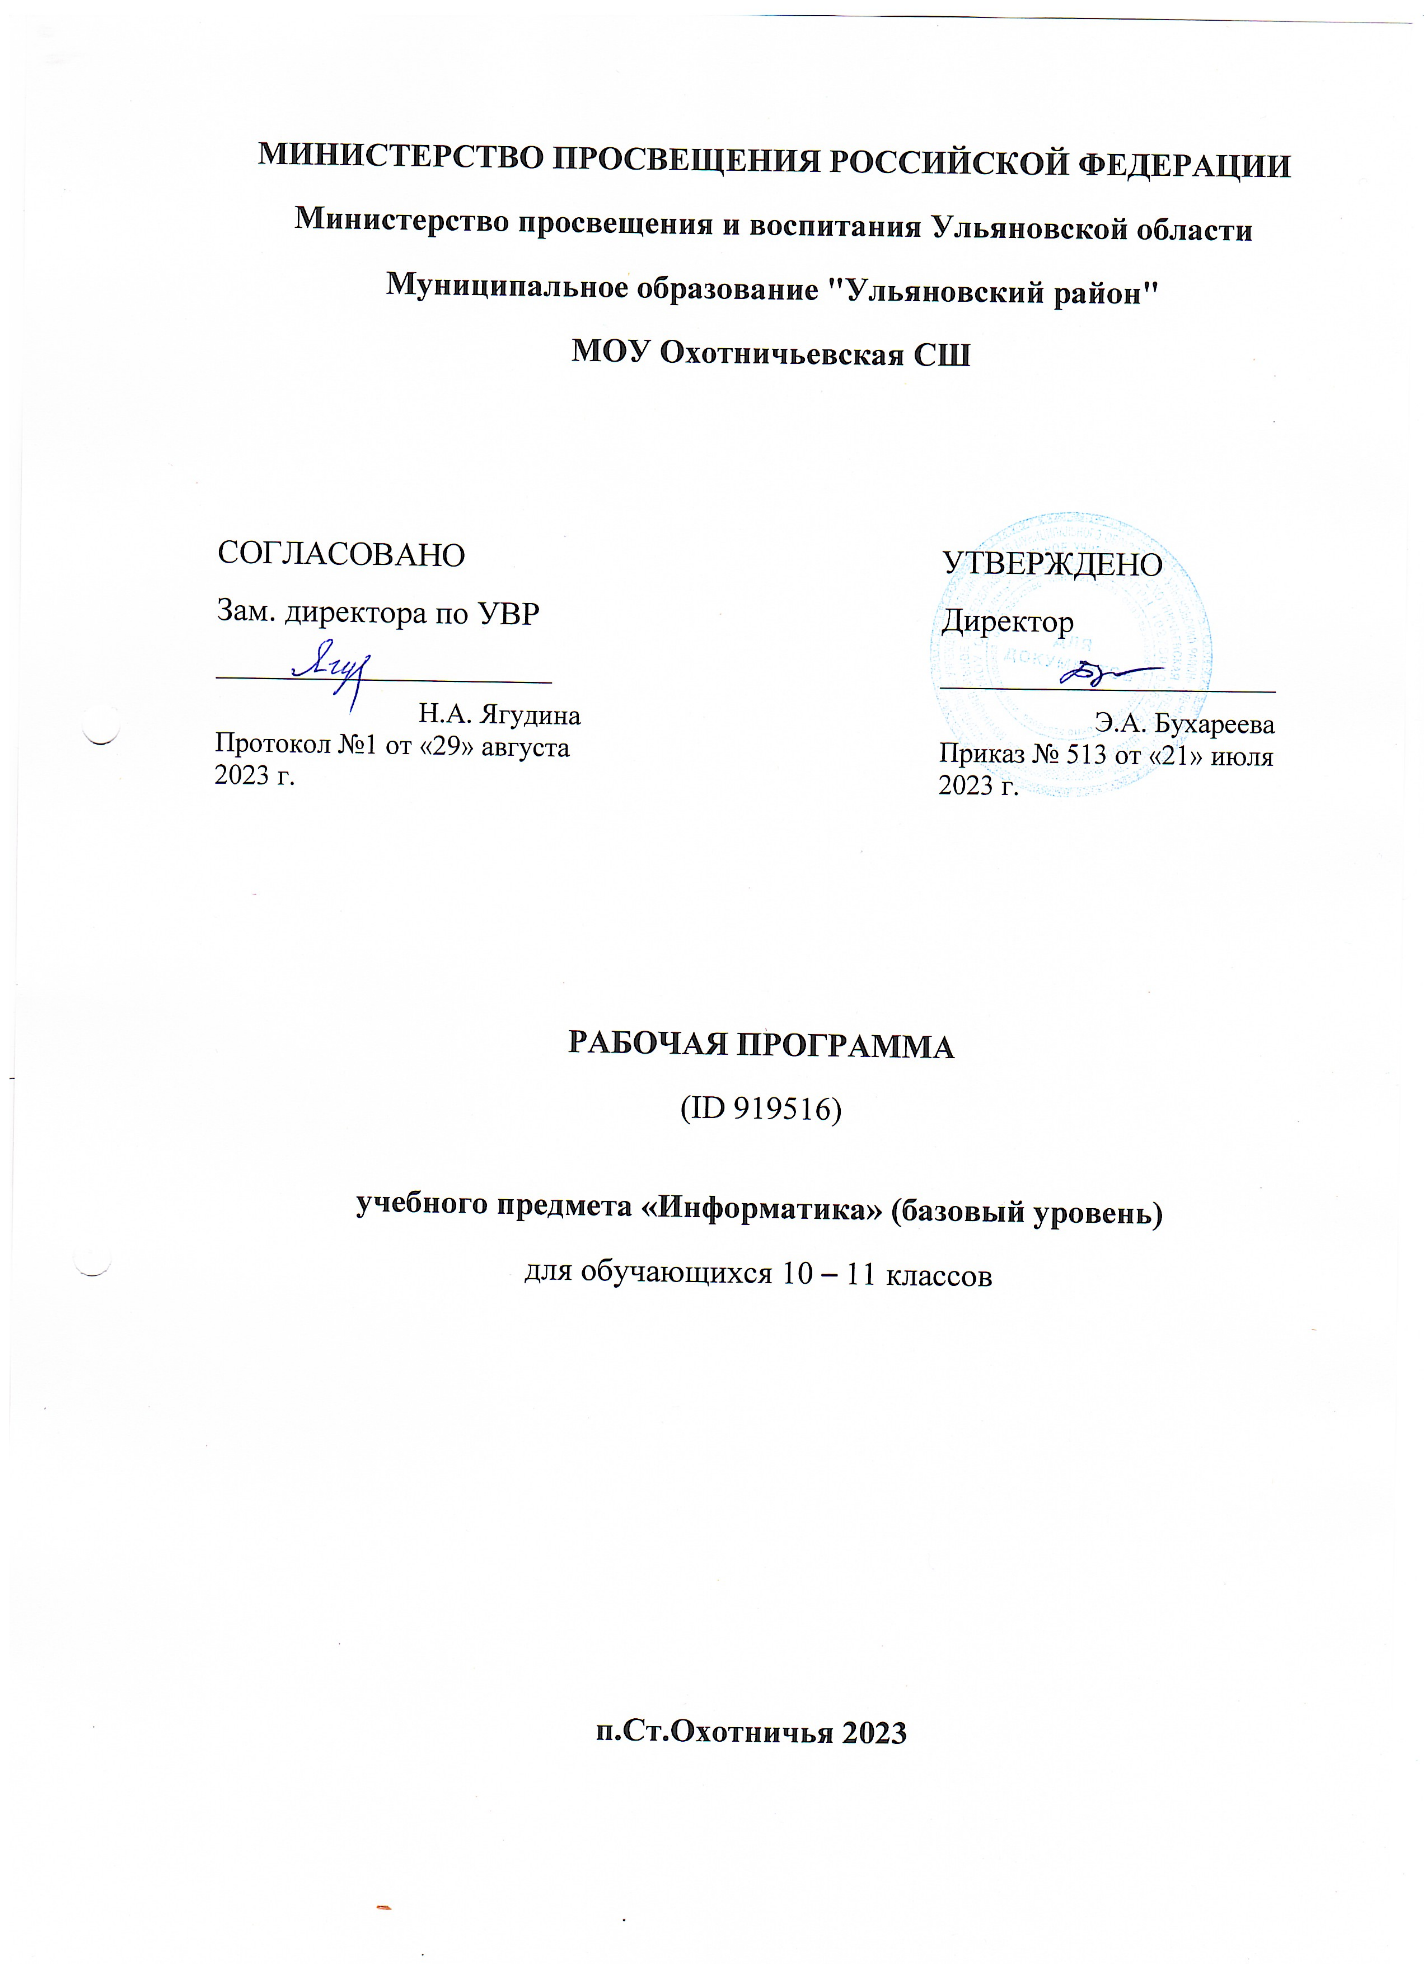 МИНИСТЕРСТВО ПРОСВЕЩЕНИЯ РОССИЙСКОЙ ФЕДЕРАЦИИ
Министерство просвещения и воспитания Ульяновской области
Муниципальное образование "Ульяновский район"
МОУ Охотничьевская СШ
СОГЛАСОВАНО
Зам. директора по УВР
Н.А. Ягудина
Протокол №1 от «29» августа
2023 г.
УТВЕРЖДЕНО
Директор
ДЛЯ
Э.А. Бухареева
Приказ № 513 от «21» июля
2023 г.
РАБОЧАЯ ПРОГРАММА
(ID 919516)
учебного предмета «Информатика» (базовый уровень)
для обучающихся 10 – 11 классов
п.Ст.Охотничья 2023